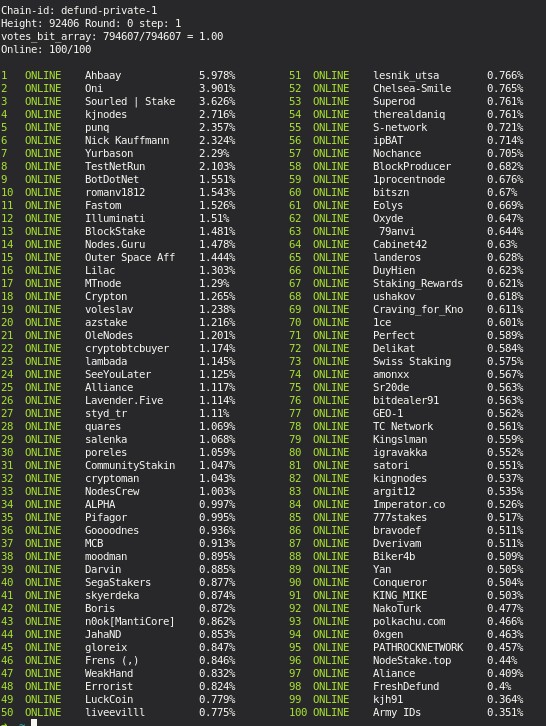 Chain-id: defund-private-1
Height: 92406 Round: 0 step: 1
votes_bit_array: 794607/794607 = 1.00
Online: 100/100
1 ONLINE Ahbaay 5.978% 51 ONLINE lesnik_utsa 0.766%
2 ONLINE Oni 3.901% 52 ONLINE Chelsea-Smile 0.765%
3 ONLINE Sourled | Stake 3.626% 53 ONLINE Superod 0.761%
4 ONLINE kjnodes 2.716% 54 ONLINE therealdaniq 0.761%
5 ONLINE punq 2.357% 55 ONLINE S-network 0.721%
6 ONLINE Nick Kauffmann 2.324% 56 ONLINE ipBAT 0.714%
7 ONLINE Yurbason 2.29% 57 ONLINE Nochance 0.705%
8 ONLINE TestNetRun 2.103% 58 ONLINE BlockProducer 0.682%
9 ONLINE BotDotNet 1.551% 59 ONLINE 1procentnode 0.676%
10 ONLINE romanv1812 1.543% 60 ONLINE bitszn 0.67%
11 ONLINE Fastom 1.526% 61 ONLINE Eolys 0.669%
12 ONLINE Illuminati 1.51% 62 ONLINE Oxyde 0.647%
13 ONLINE BlockStake 1.481% 63 ONLINE _79anvi 0.644%
14 ONLINE Nodes.Guru 1.478% 64 ONLINE Cabinet42 0.63%
15 ONLINE Outer Space Aff 1.444% 65 ONLINE landeros 0.628%
16 ONLINE Lilac 1.303% 66 ONLINE DuyHien 0.623%
17 ONLINE MTnode 1.29% 67 ONLINE Staking_Rewards 0.621%
18 ONLINE Crypton 1.265% 68 ONLINE ushakov 0.618%
19 ONLINE voleslav 1.238% 69 ONLINE Craving_for_Kno 0.611%
20 ONLINE azstake 1.216% 70 ONLINE 1ce 0.601%
21 ONLINE OleNodes 1.201% 71 ONLINE Perfect 0.589%
22 ONLINE cryptobtcbuyer 1.174% 72 ONLINE Delikat 0.584%
23 ONLINE lambada 1.145% 73 ONLINE Swiss Staking 0.575%
24 ONLINE SeeYouLater 1.125% 74 ONLINE amonxx 0.567%
25 ONLINE Alliance 1.117% 75 ONLINE Sr20de 0.563%
26 ONLINE Lavender.Five 1.114% 76 ONLINE bitdealer91 0.563%
27 ONLINE styd_tr 1.11% 77 ONLINE GEO-1 0.562%
28 ONLINE quares 1.069% 78 ONLINE TC Network 0.561%
29 ONLINE salenka 1.068% 79 ONLINE Kingslman 0.559%
30 ONLINE poreles 1.059% 80 ONLINE igravakka 0.552%
31 ONLINE CommunityStakin 1.047% 81 ONLINE satori 0.551%
32 ONLINE cryptoman 1.043% 82 ONLINE kingnodes 0.537%
33 ONLINE NodesCrew 1.003% 83 ONLINE argit12 0.535%
34 ONLINE ALPHA 0.997% 84 ONLINE Imperator.co 0.526%
35 ONLINE Pifagor 0.995% 85 ONLINE 777stakes 0.517%
36 ONLINE Goooodnes 0.936% 86 ONLINE bravodef 0.511%
37 ONLINE MCB 0.913% 87 ONLINE Dverivam 0.511%
38 ONLINE moodman 0.895% 88 ONLINE Biker4b 0.509%
39 ONLINE Darvin 0.885% 89 ONLINE Yan 0.505%
40 ONLINE SegaStakers 0.877% 90 ONLINE Conqueror 0.504%
41 ONLINE skyerdeka 0.874% 91 ONLINE KING_MIKE 0.503%
42 ONLINE Boris 0.872% 92 ONLINE NakoTurk 0.477%
43 ONLINE n0ok[MantiCore] 0.862% 93 ONLINE polkachu.com 0.466%
44 ONLINE JahaND 0.853% 94 ONLINE 0xgen 0.463%
45 ONLINE gloreix 0.847% 95 ONLINE PATHROCKNETWORK 0.457%
46 ONLINE Frens (,) 0.846% 96 ONLINE NodeStake.top 0.44%
47 ONLINE WeakHand 0.832% 97 ONLINE Aliance 0.409%
48 ONLINE Errorist 0.824% 98 ONLINE FreshDefund 0.4%
49 ONLINE LuckCoin 0.779% 99 ONLINE kjh91 0.364%
50 ONLINE liveevilll 0.775% 100 ONLINE Army IDs 0.351%
→ ~